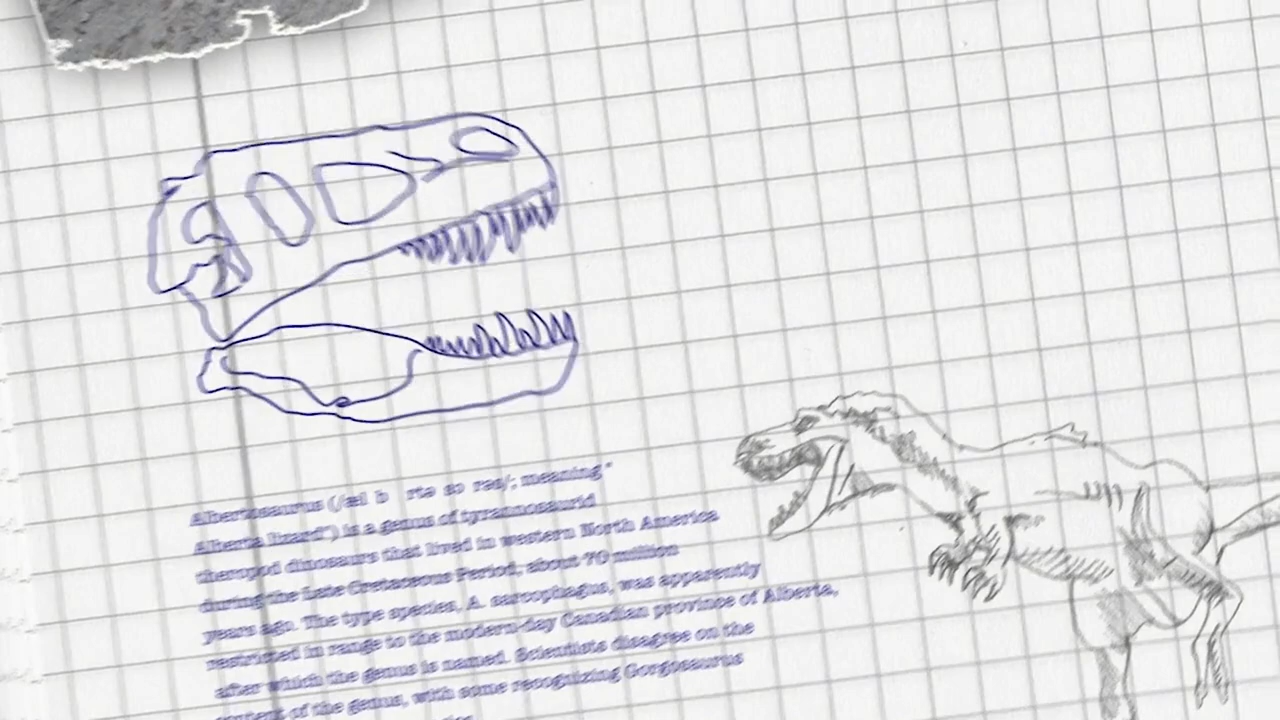 Albertosaurus (/æl b rtə so rəs/; meaning "
Alberta lizard") is a genus of tyrannosaurid
theropod dinosaurs that lived in western North America
during the Late Cretaceous Period, about 70 million
years ago. The type species, A. sarcophagus, was apparently
restricted in range to the modern-day Canadian province of Alberta,
after which the genus is named. Scientists disagree on the
content of the genus, with some recognizing Gorgosaurus